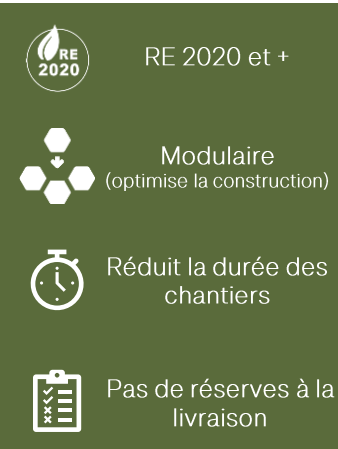 RE
2020
RE 2020 et +
Modulaire
(optimise la construction)
Réduit la durée des
chantiers
Pas de réserves à la
livraison